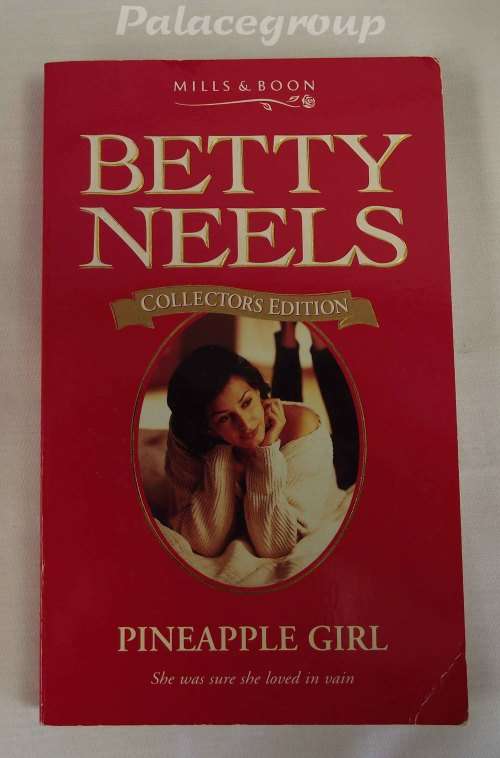 Palacegroup
MILLS & BOON
BETTY
NEELS
COLLECTOR'S EDITION
PINEAPPLE GIRL
She was sure she loved in vain